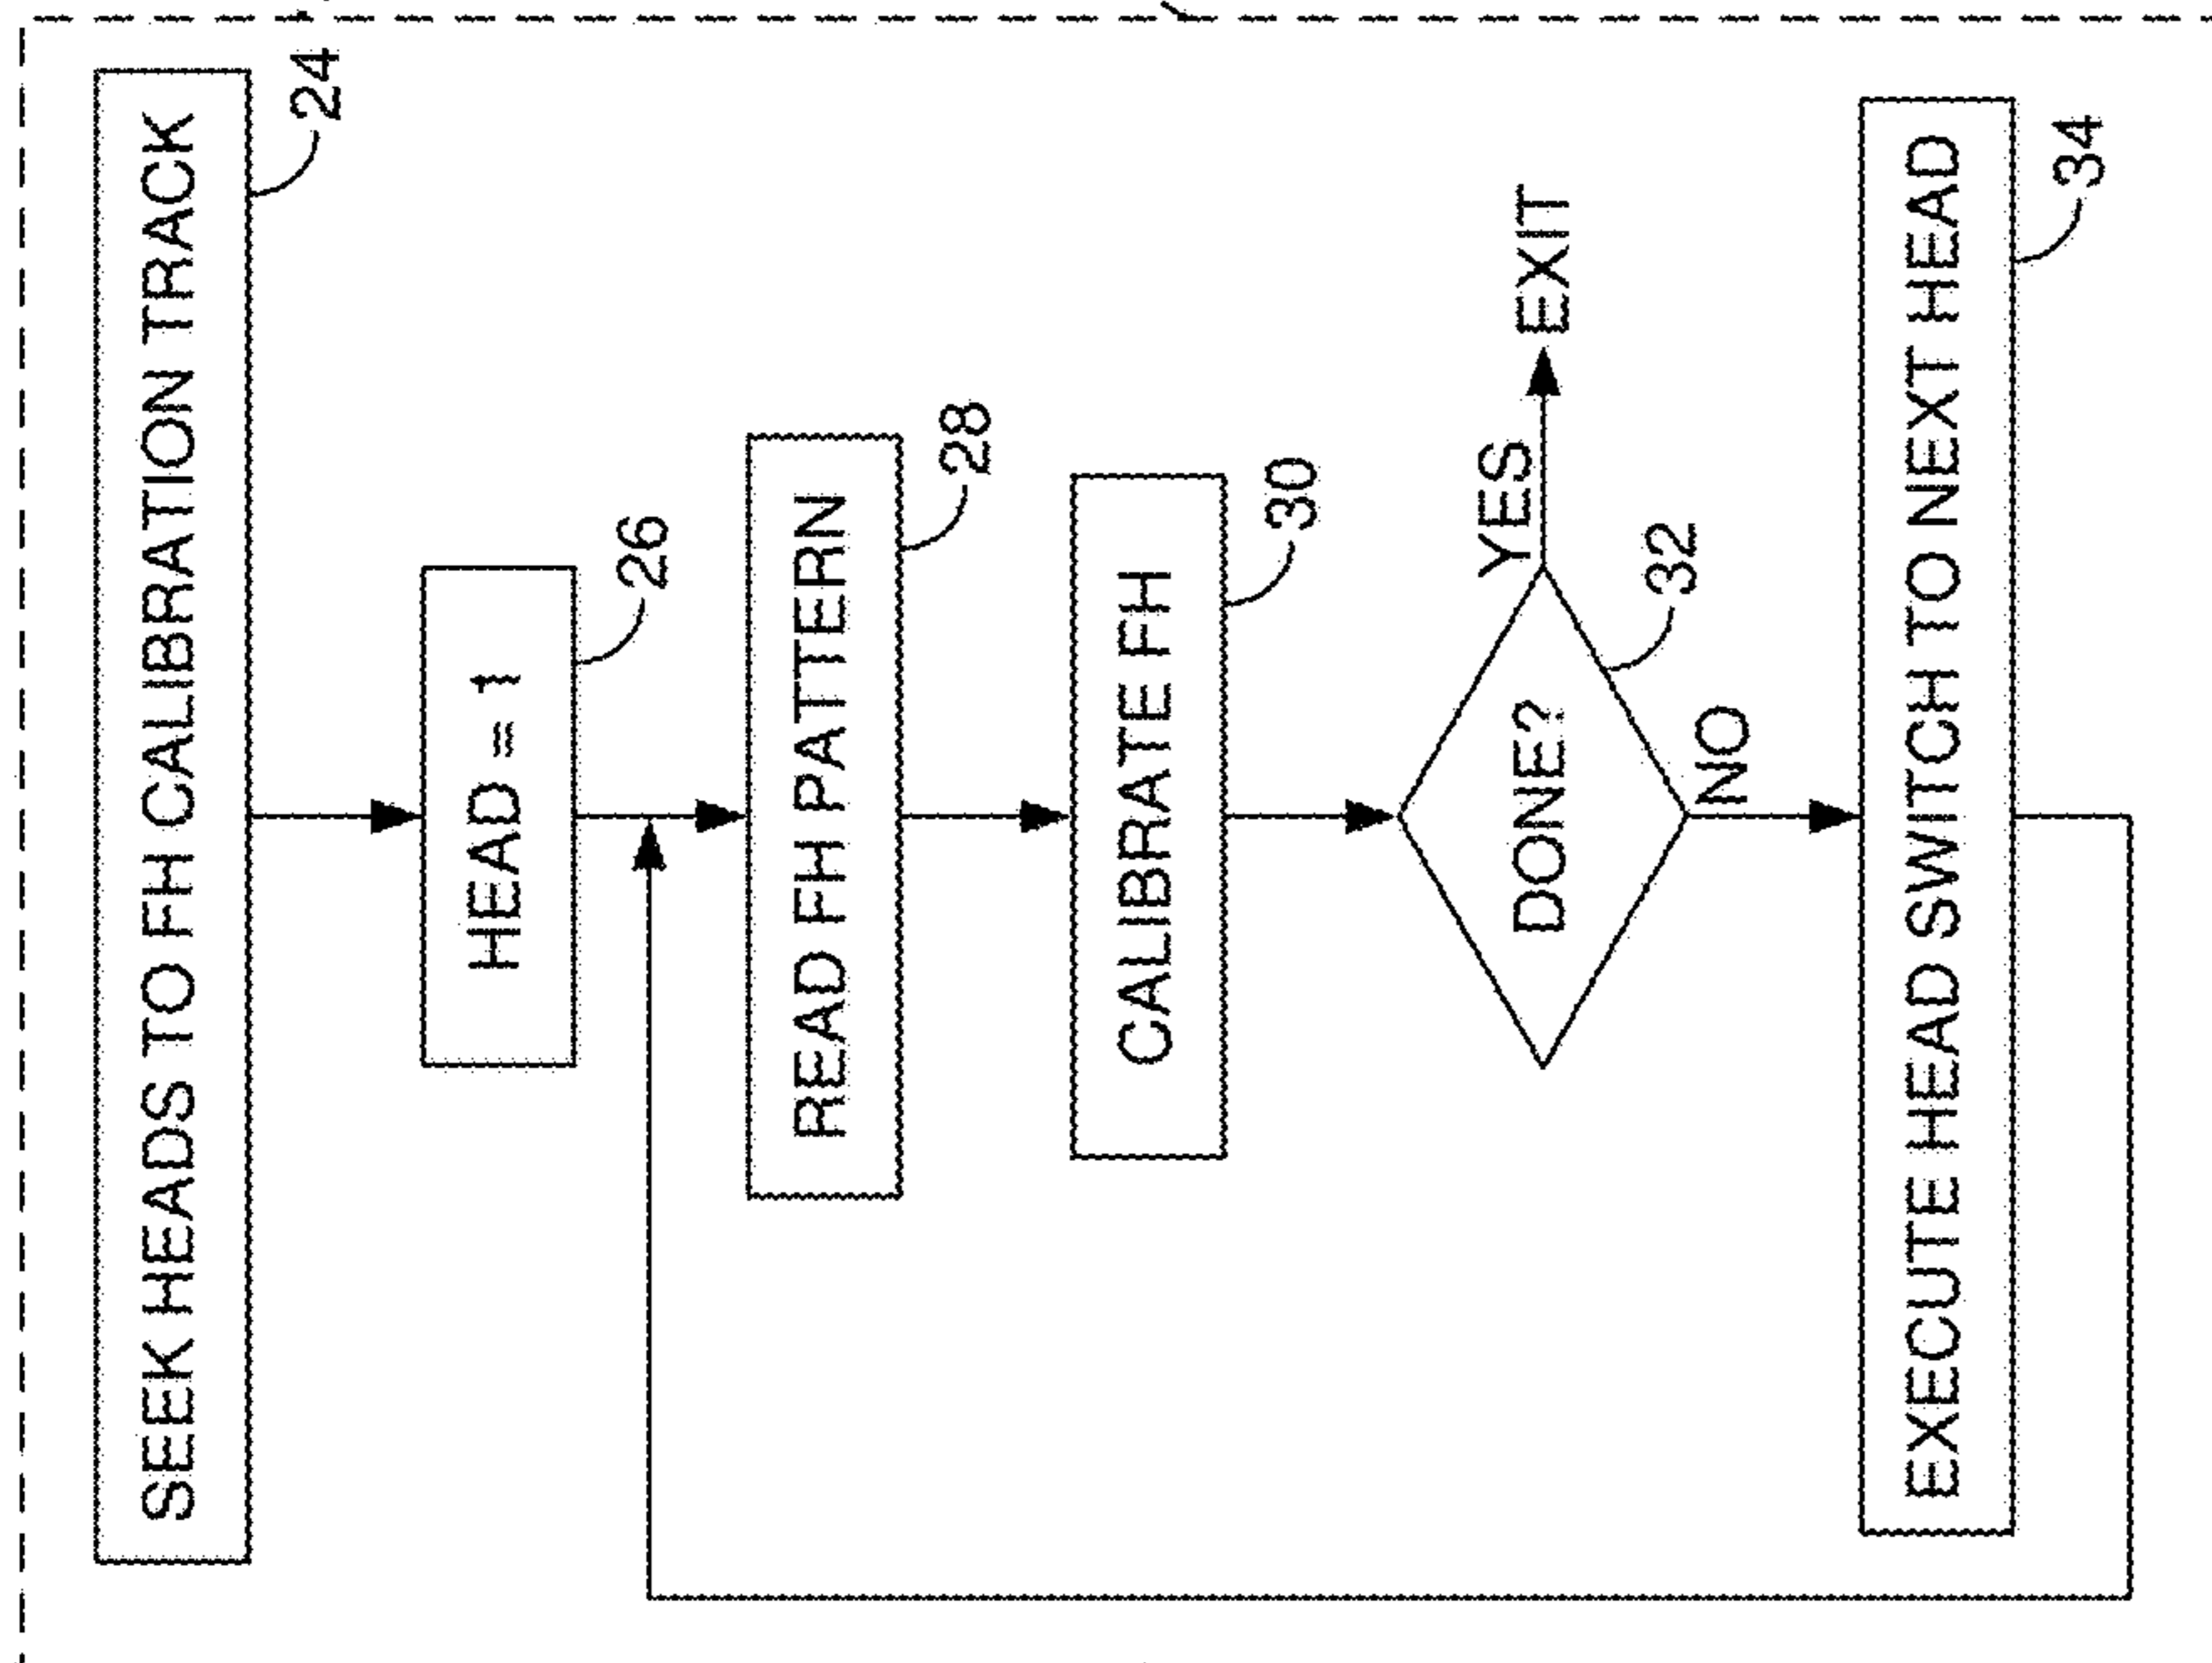 SEEK HEADS TO FH CALIBRATION TRACK
24
HEAD = 1
26
READ FH PATTERN
28
CALIBRATE FH
30
DONE?
YES
EXIT
32
NO
EXECUTE HEAD SWITCH TO NEXT HEAD
34